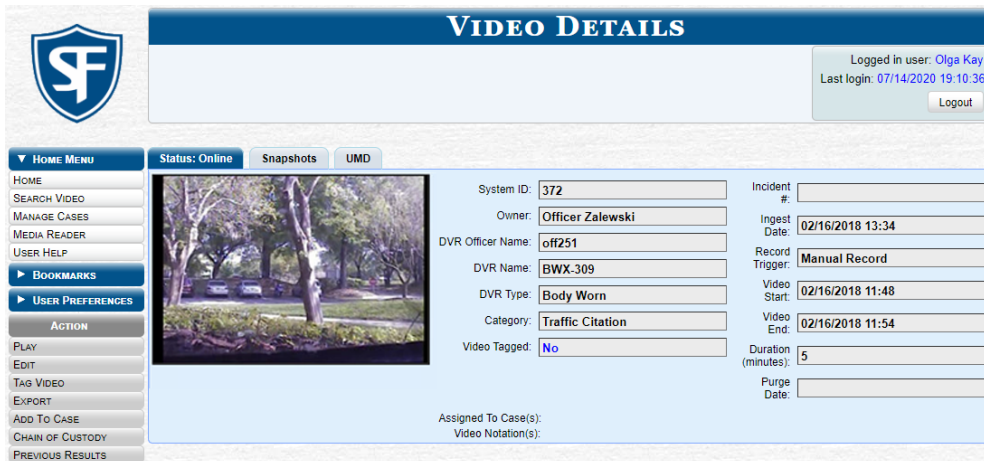 VIDEO DETAILS
Logged in user: Olga Kay
Last login: 07/14/2020 19:10:36
Logout
SF
▼ HOME MENU
HOME
SEARCH VIDEO
MANAGE CASES
MEDIA READER
USER HELP
► BOOKMARKS
► USER PREFERENCES
ACTION
PLAY
EDIT
TAG VIDEO
EXPORT
ADD TO CASE
CHAIN OF CUSTODY
PREVIOUS RESULTS
Status: Online Snapshots UMD
System ID: 372
Owner: Officer Zalewski
DVR Officer Name: off251
DVR Name: BWX-309
DVR Type: Body Worn
Category: Traffic Citation
Video Tagged: No
Assigned To Case(s):
Video Notation(s):
Incident
#:
Ingest
Date: 02/16/2018 13:34
Record
Trigger: Manual Record
Video
Start: 02/16/2018 11:48
Video
End: 02/16/2018 11:54
Duration
(minutes): 5
Purge
Date: